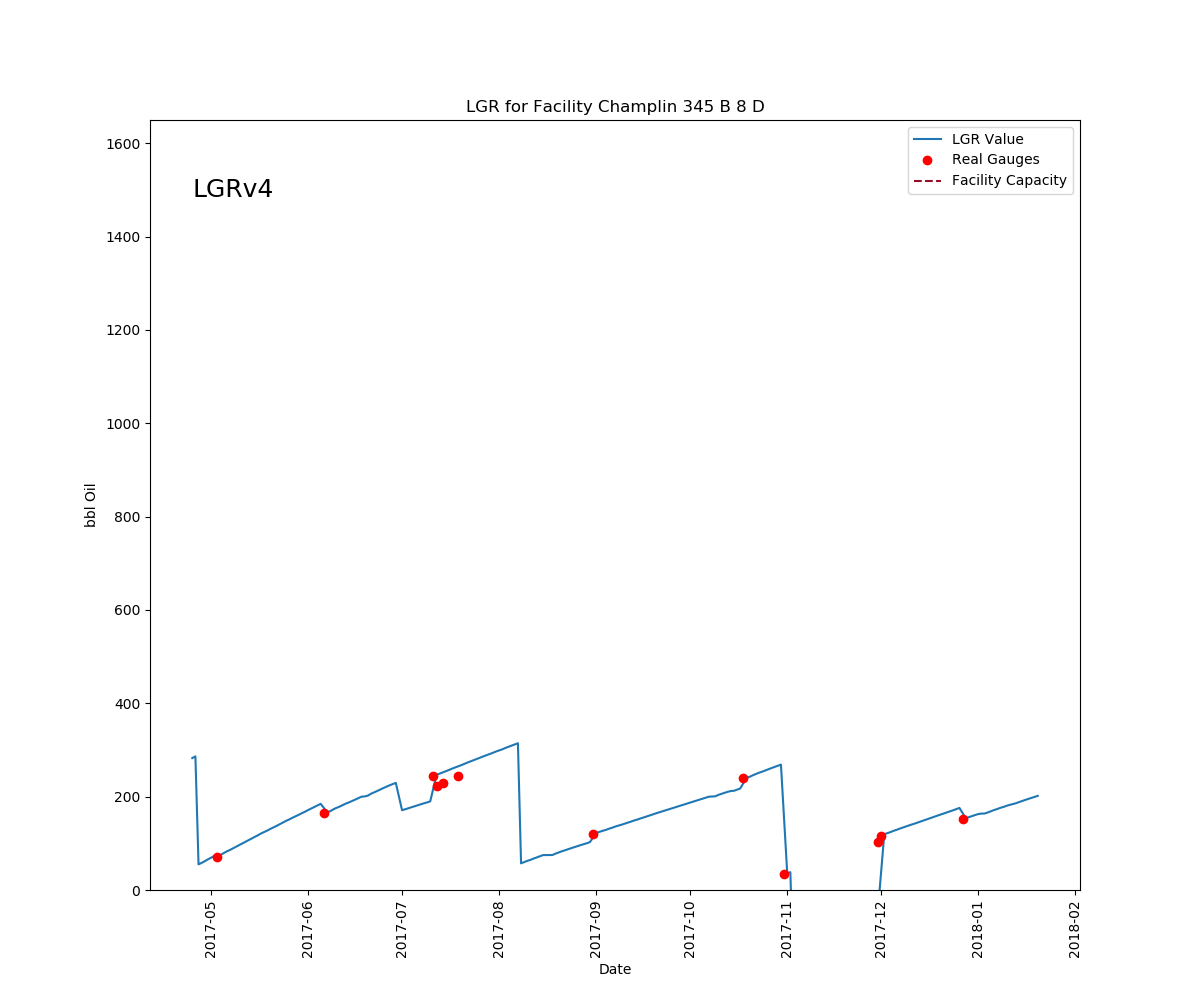 LGR for Facility Champlin 345 B 8 D
LGRv4
LGR Value
Real Gauges
Facility Capacity
bbl Oil
1600
1400
1200
1000
800
600
400
200
0
2017-05
2017-06
2017-07
2017-08
2017-09
2017-10
2017-11
2017-12
2018-01
2018-02
Date